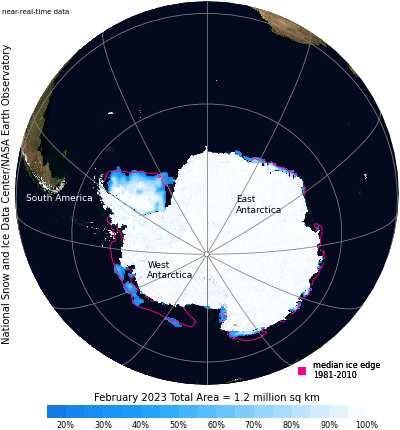 near-real-time data
National Snow and Ice Data Center/NASA Earth Observatory
South America
East
Antarctica
West
Antarctica
median ice edge
1981-2010
February 2023 Total Area = 1.2 million sq km
20% 30% 40% 50% 60% 70% 80% 90% 100%